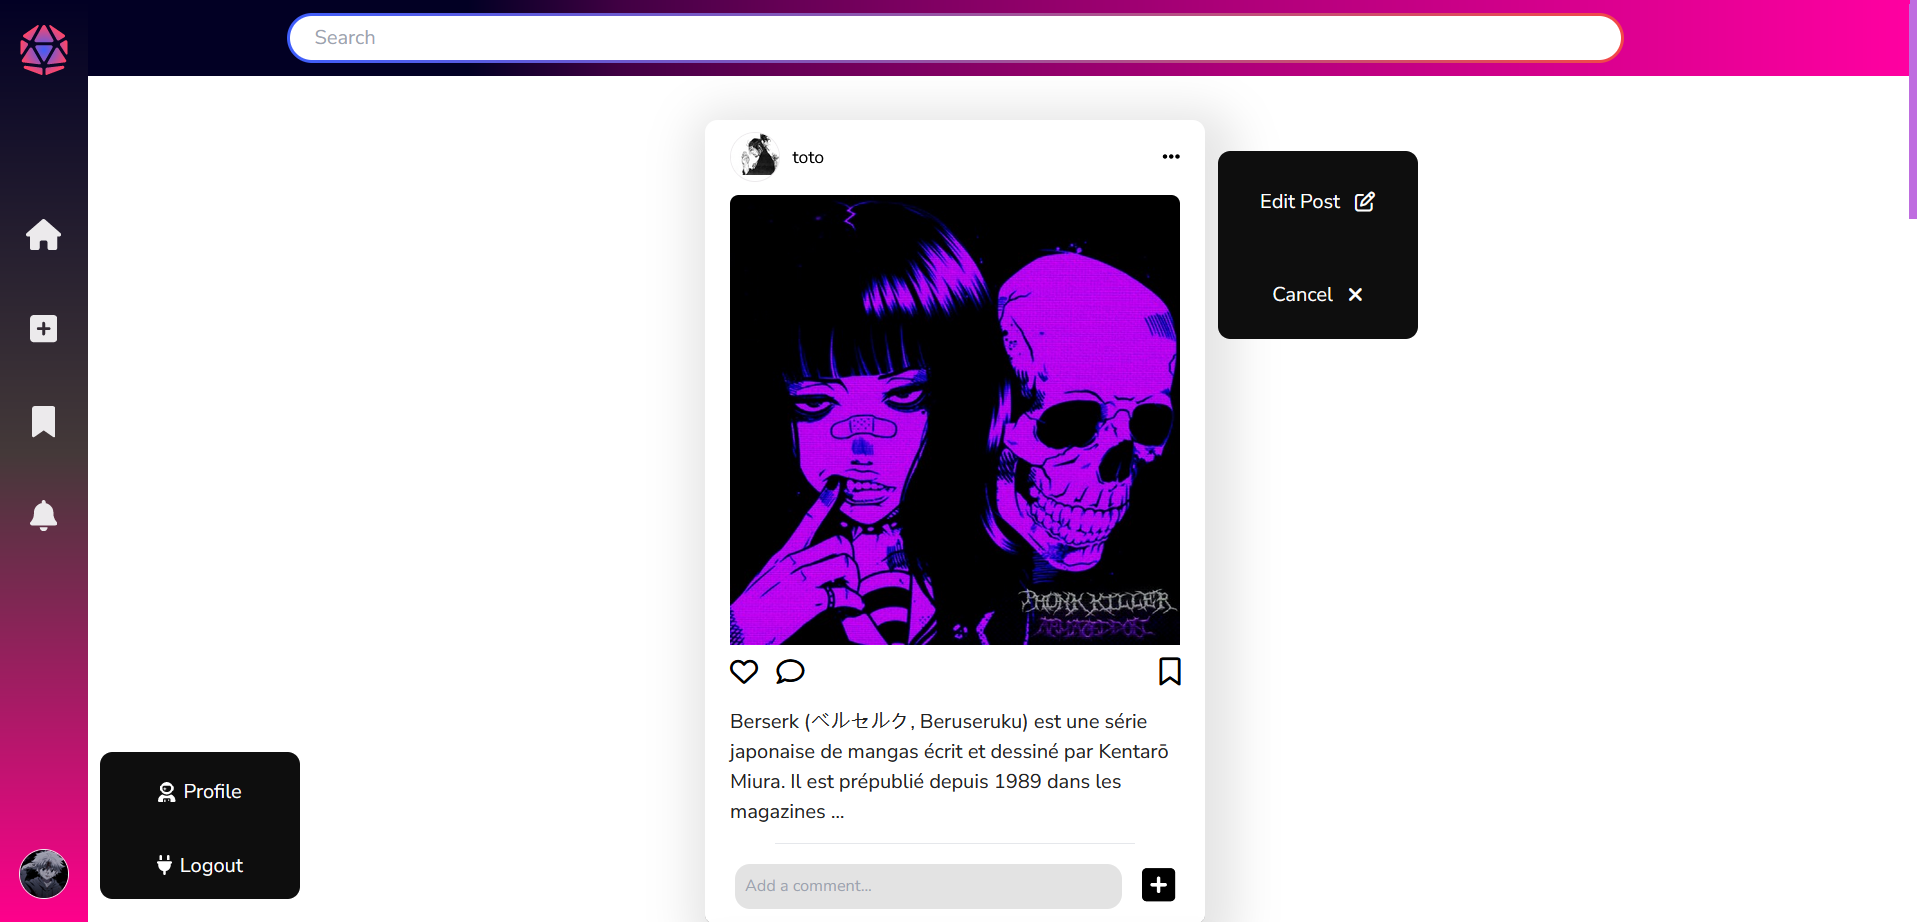 Search
toto
Edit Post
Cancel
PHONK KILLER
ARMAGEDDON
Berserk (ベルセルク, Beruseruku) est une série
japonaise de mangas écrit et dessiné par Kentarō
Miura. Il est prépublié depuis 1989 dans les
magazines ...
Profile
Logout
Add a comment...